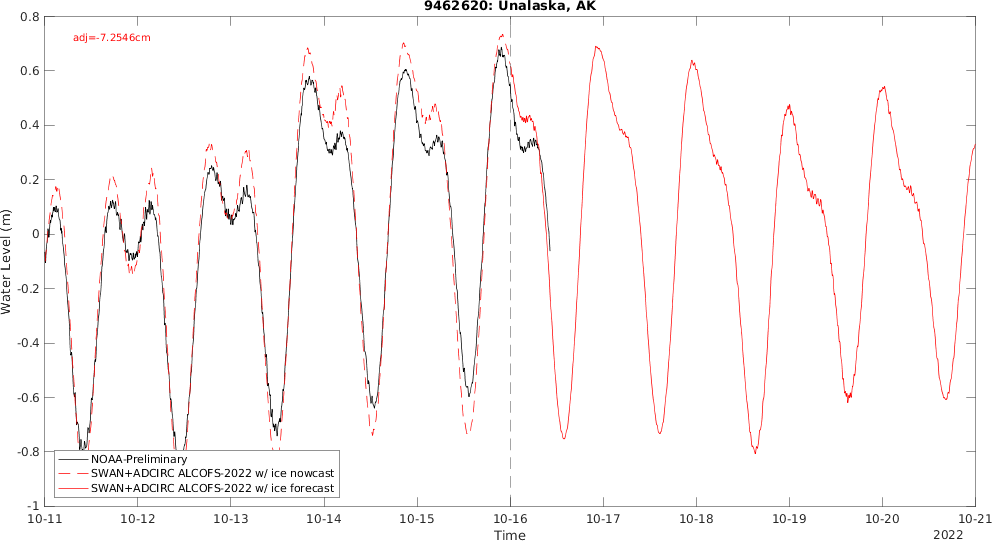 9462620: Unalaska, AK
adj=-7.2546cm
0.8
0.6
0.4
0.2
0
-0.2
-0.4
-0.6
-0.8
-1
Water Level (m)
NOAA-Preliminary
SWAN+ADCIRC ALCOFS-2022 w/ ice nowcast
SWAN+ADCIRC ALCOFS-2022 w/ ice forecast
10-11 10-12 10-13 10-14 10-15 10-16 10-17 10-18 10-19 10-20 10-21
Time
2022